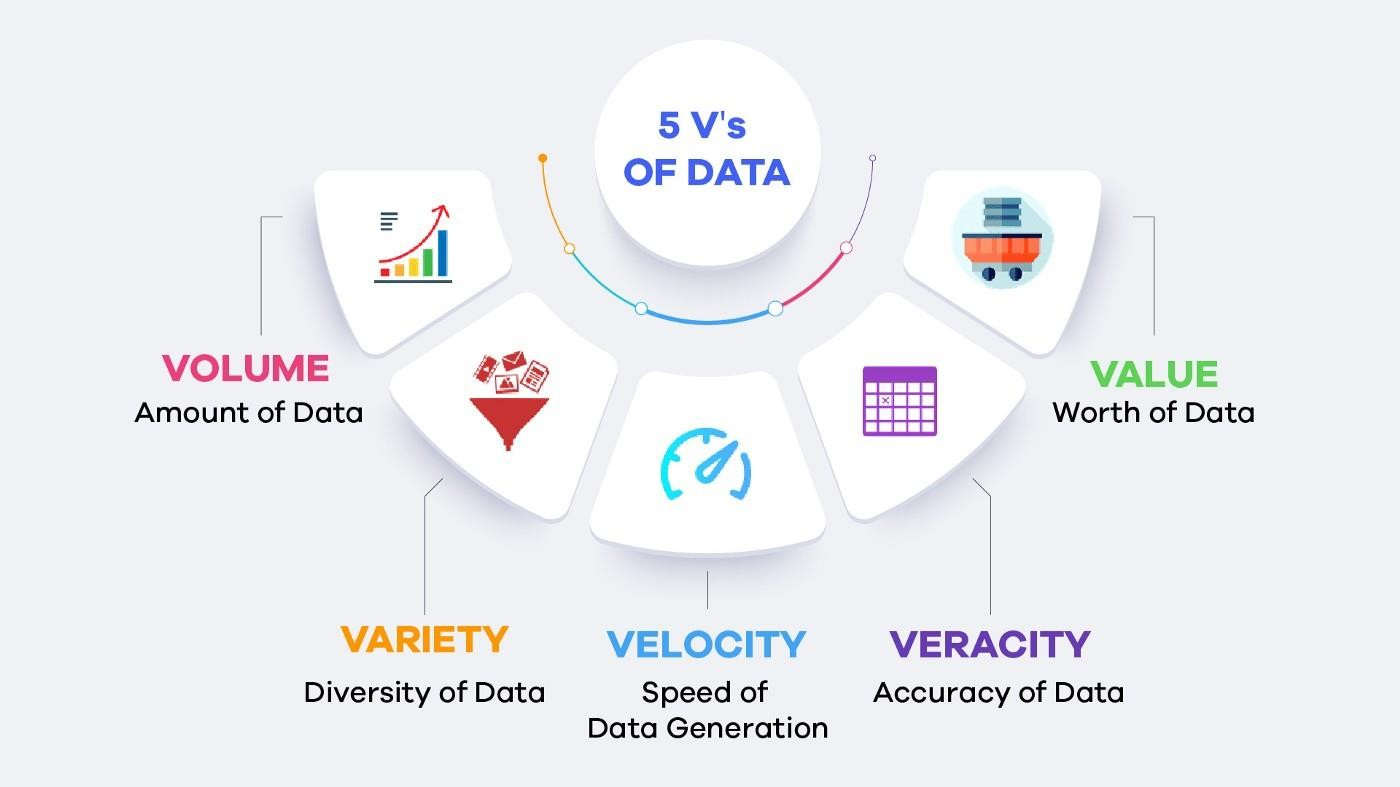 5 V's
OF DATA
VOLUME
Amount of Data
VARIETY
Diversity of Data
VELOCITY
Speed of
Data Generation
VERACITY
Accuracy of Data
VALUE
Worth of Data